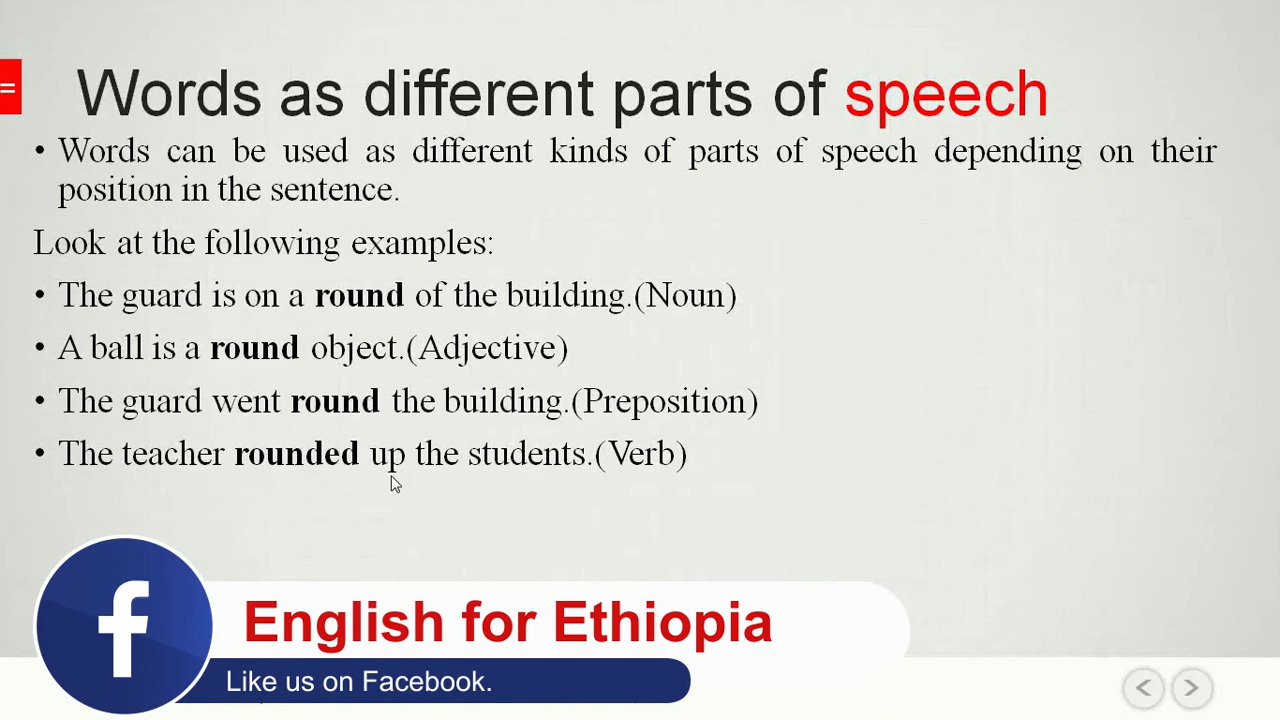 =
Words as different parts of speech
• Words can be used as different kinds of parts of speech depending on their
position in the sentence.
Look at the following examples:
• The guard is on a round of the building.(Noun)
• A ball is a round object.(Adjective)
• The guard went round the building.(Preposition)
• The teacher rounded up the students.(Verb)
f
English for Ethiopia
Like us on Facebook.
< >